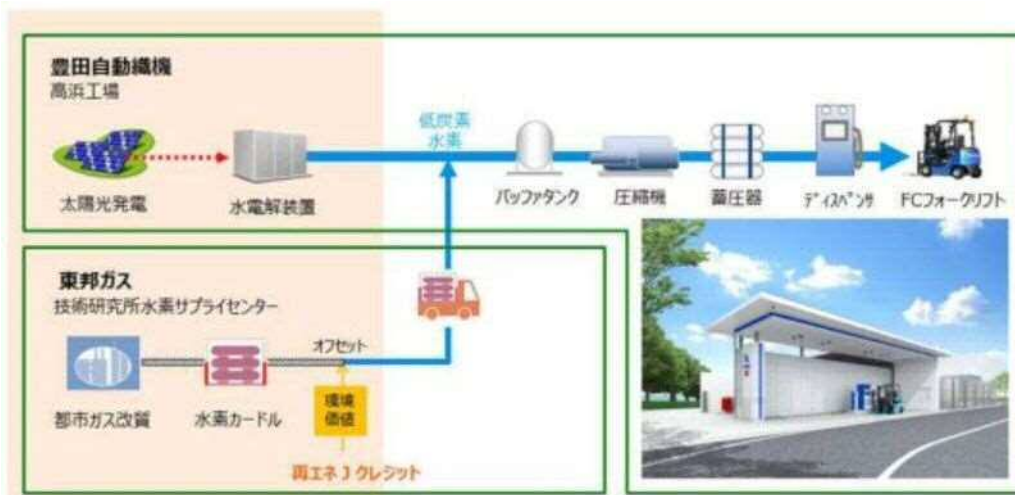 豊田自動織機
高浜工場
太陽光発電
水電解装置
低炭素
水素
バッファタンク
圧縮機
蓄圧器
ディスペンサ
FCフォークリフト
東邦ガス
技術研究所水素サプライセンター
都市ガス改質
水素カードル
オフセット
環境
価値
再エネJクレジット